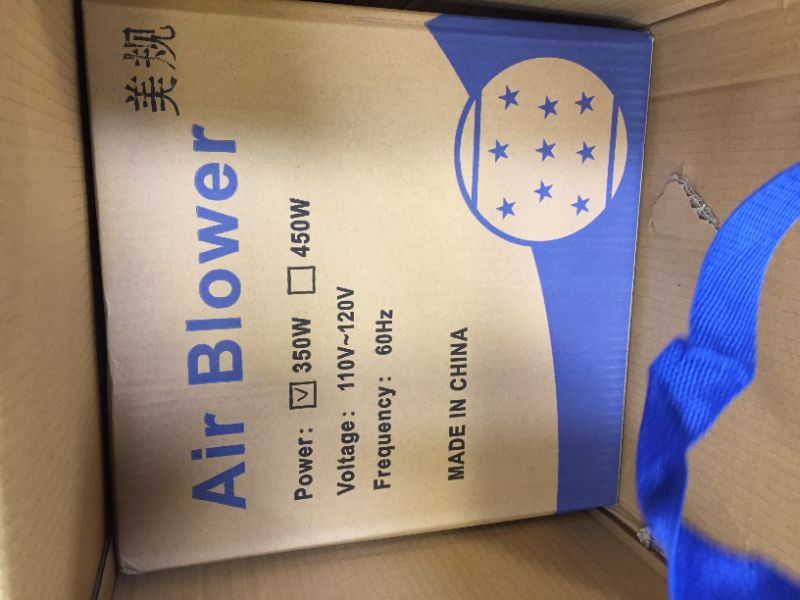 美规
Air Blower
Power: ☑ 350W ☐ 450W
Voltage: 110V~120V
Frequency: 60Hz
MADE IN CHINA